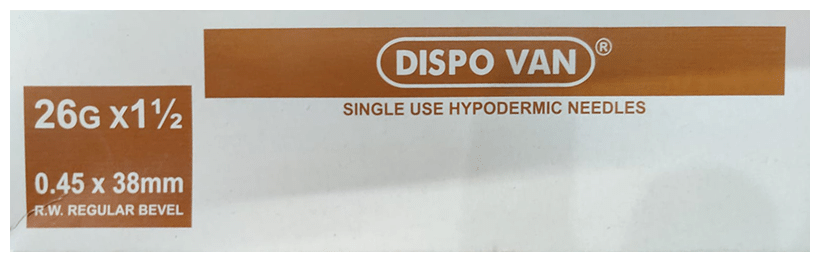 DISPO VAN®
SINGLE USE HYPODERMIC NEEDLES
26G X1½
0.45 x 38mm
R.W. REGULAR BEVEL